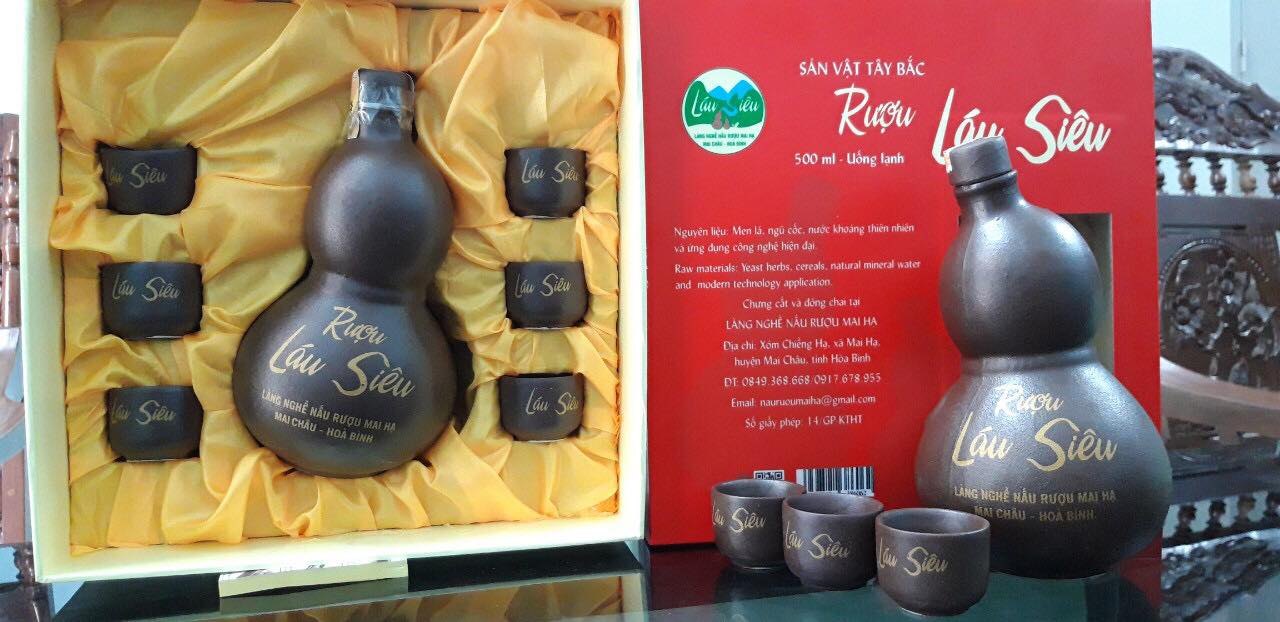 Láu Siêu
Láu Siêu
Láu Siêu
Rượu
Láu Siêu
LÀNG NGHỀ NẤU RƯỢU MAI HẠ
MAI CHÂU - HOÀ BÌNH
Láu Siêu
Láu Siêu
Láu Siêu
Láu Siêu
LÀNG NGHỀ NẤU RƯỢU MAI HẠ
MAI CHÂU - HOÀ BÌNH
SẢN VẬT TÂY BẮC
Rượu Láu Siêu
500 ml - Uống lạnh
Nguyên liệu: Men lá, ngũ cốc, nước khoáng thiên nhiên
và ứng dụng công nghệ hiện đại.
Raw materials: Yeast herbs, cereals, natural mineral water
and modern technology application.
Chưng cất và đóng chai tại
LÀNG NGHỀ NẤU RƯỢU MAI HẠ
Địa chỉ: Xóm Chiềng Hạ, xã Mai Hạ,
huyện Mai Châu, tỉnh Hòa Bình
ĐT: 0849.368.668/0917.678.955
Email: nauruoumaiha@gmail.com
Số giấy phép: 14/GP-KTHT
Rượu
Láu Siêu
LÀNG NGHỀ NẤU RƯỢU MAI HẠ
MAI CHÂU - HOÀ BÌNH.
Láu Siêu
Láu Siêu
Láu Siêu